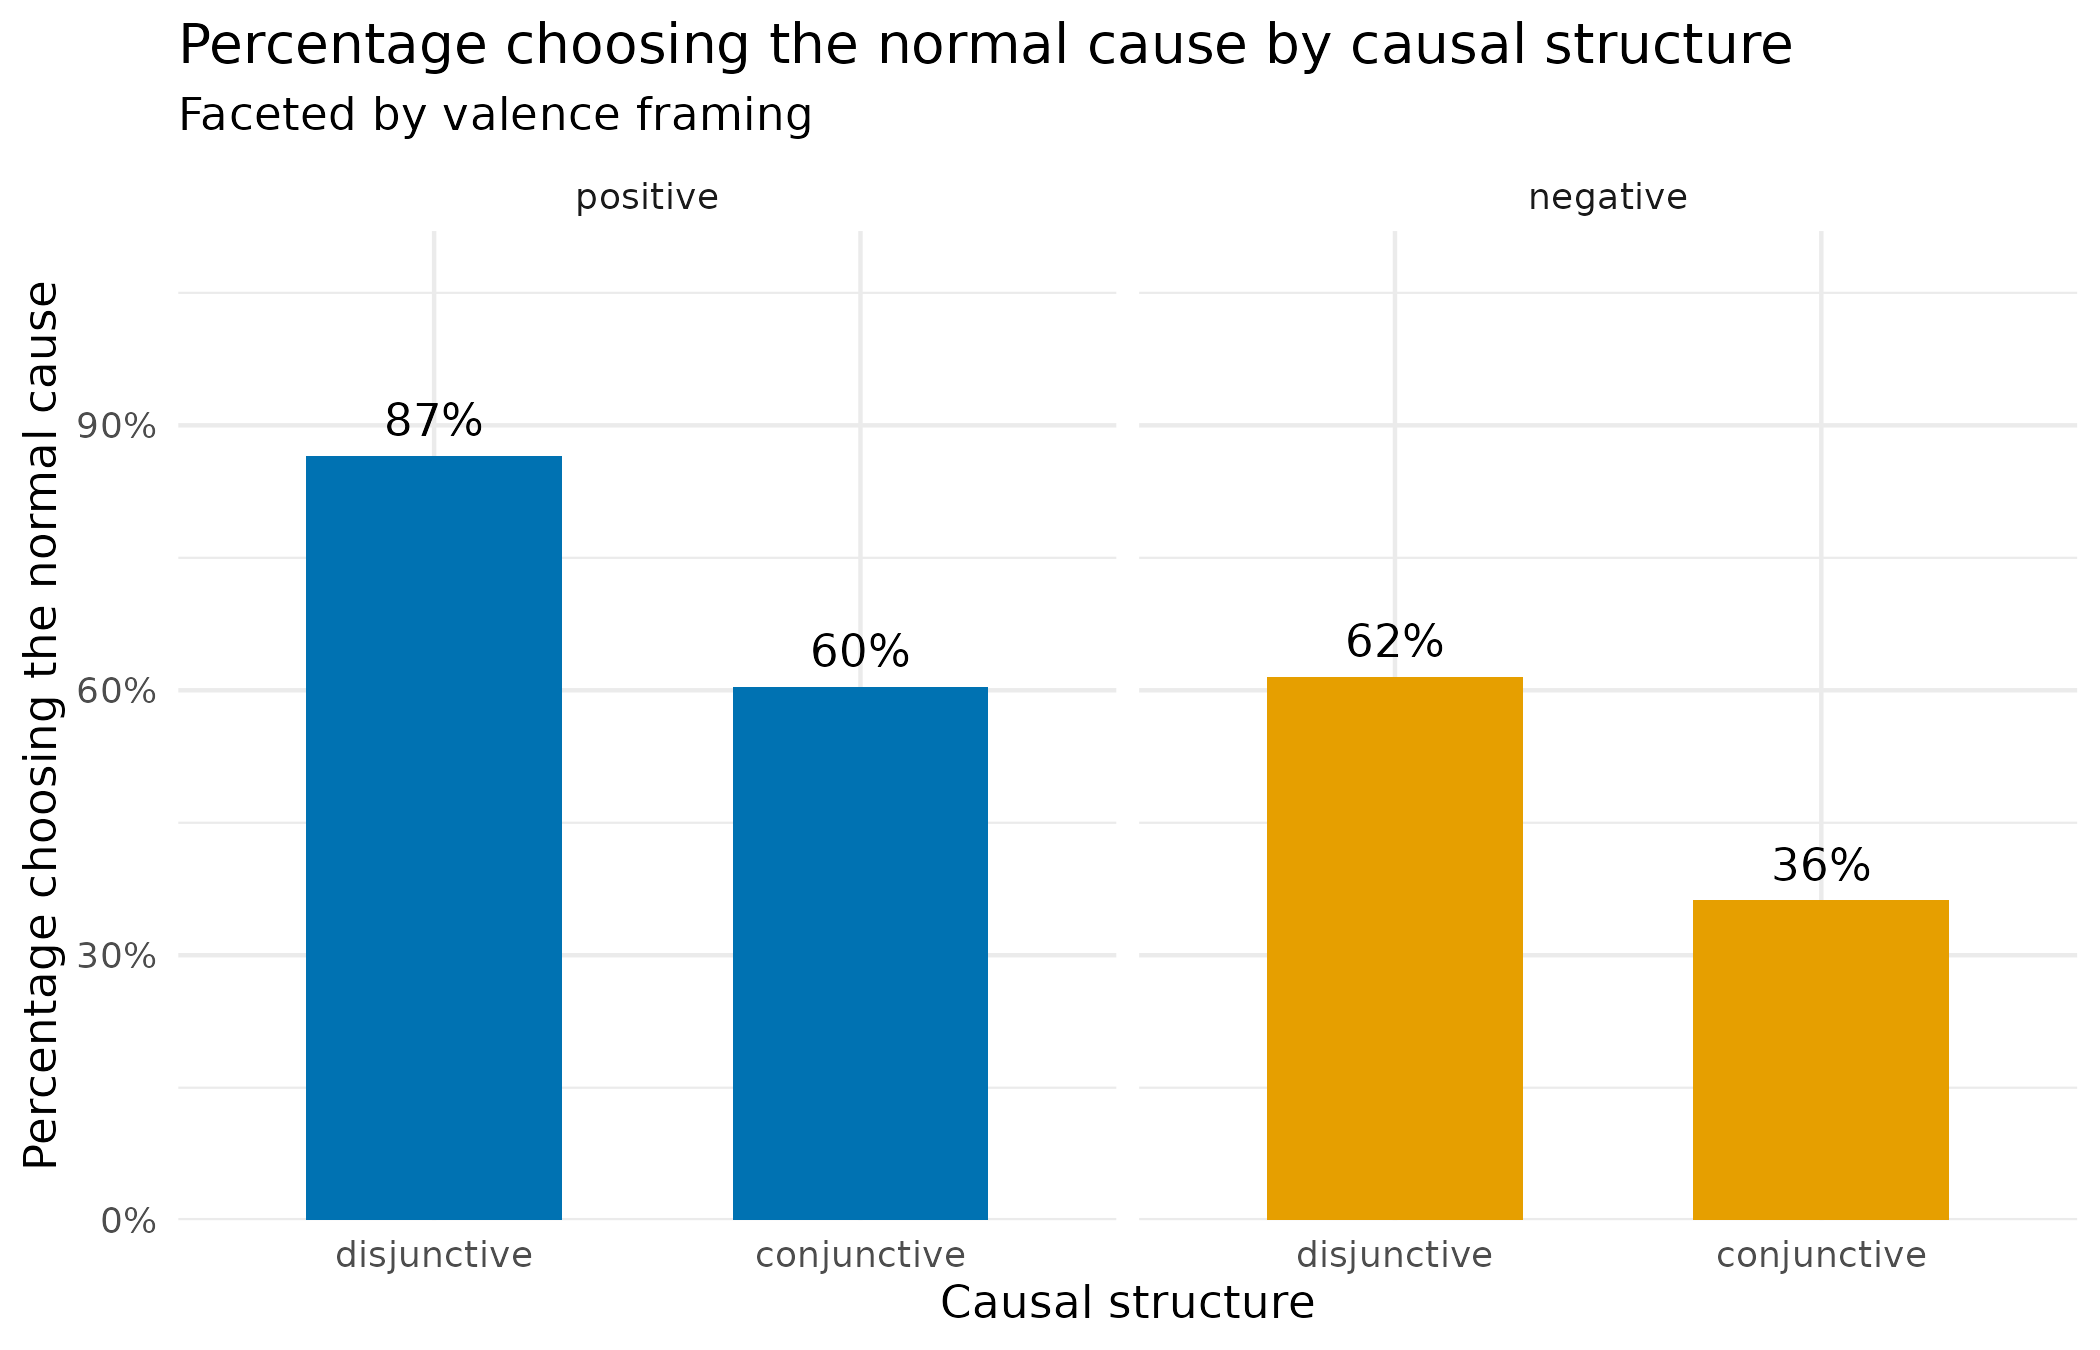 Percentage choosing the normal cause by causal structure
Faceted by valence framing
positive
negative
Percentage choosing the normal cause
90%
60%
30%
0%
87%
60%
62%
36%
disjunctive
conjunctive
disjunctive
conjunctive
Causal structure